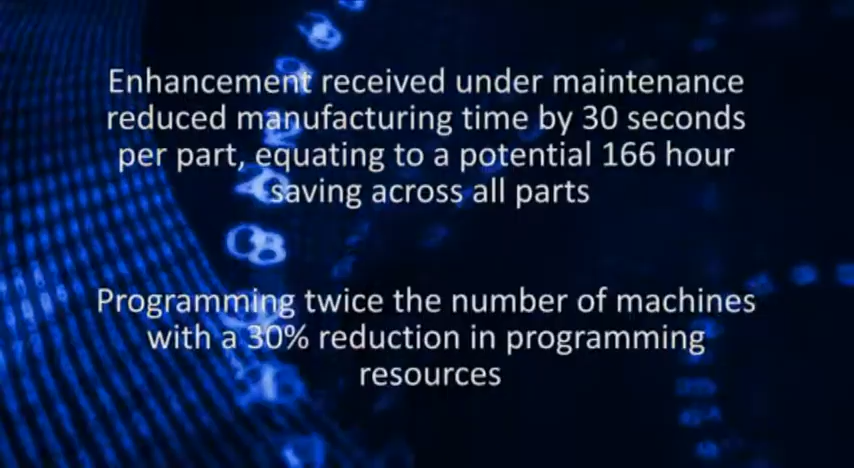 Enhancement received under maintenance
reduced manufacturing time by 30 seconds
per part, equating to a potential 166 hour
saving across all parts
Programming twice the number of machines
with a 30% reduction in programming
resources